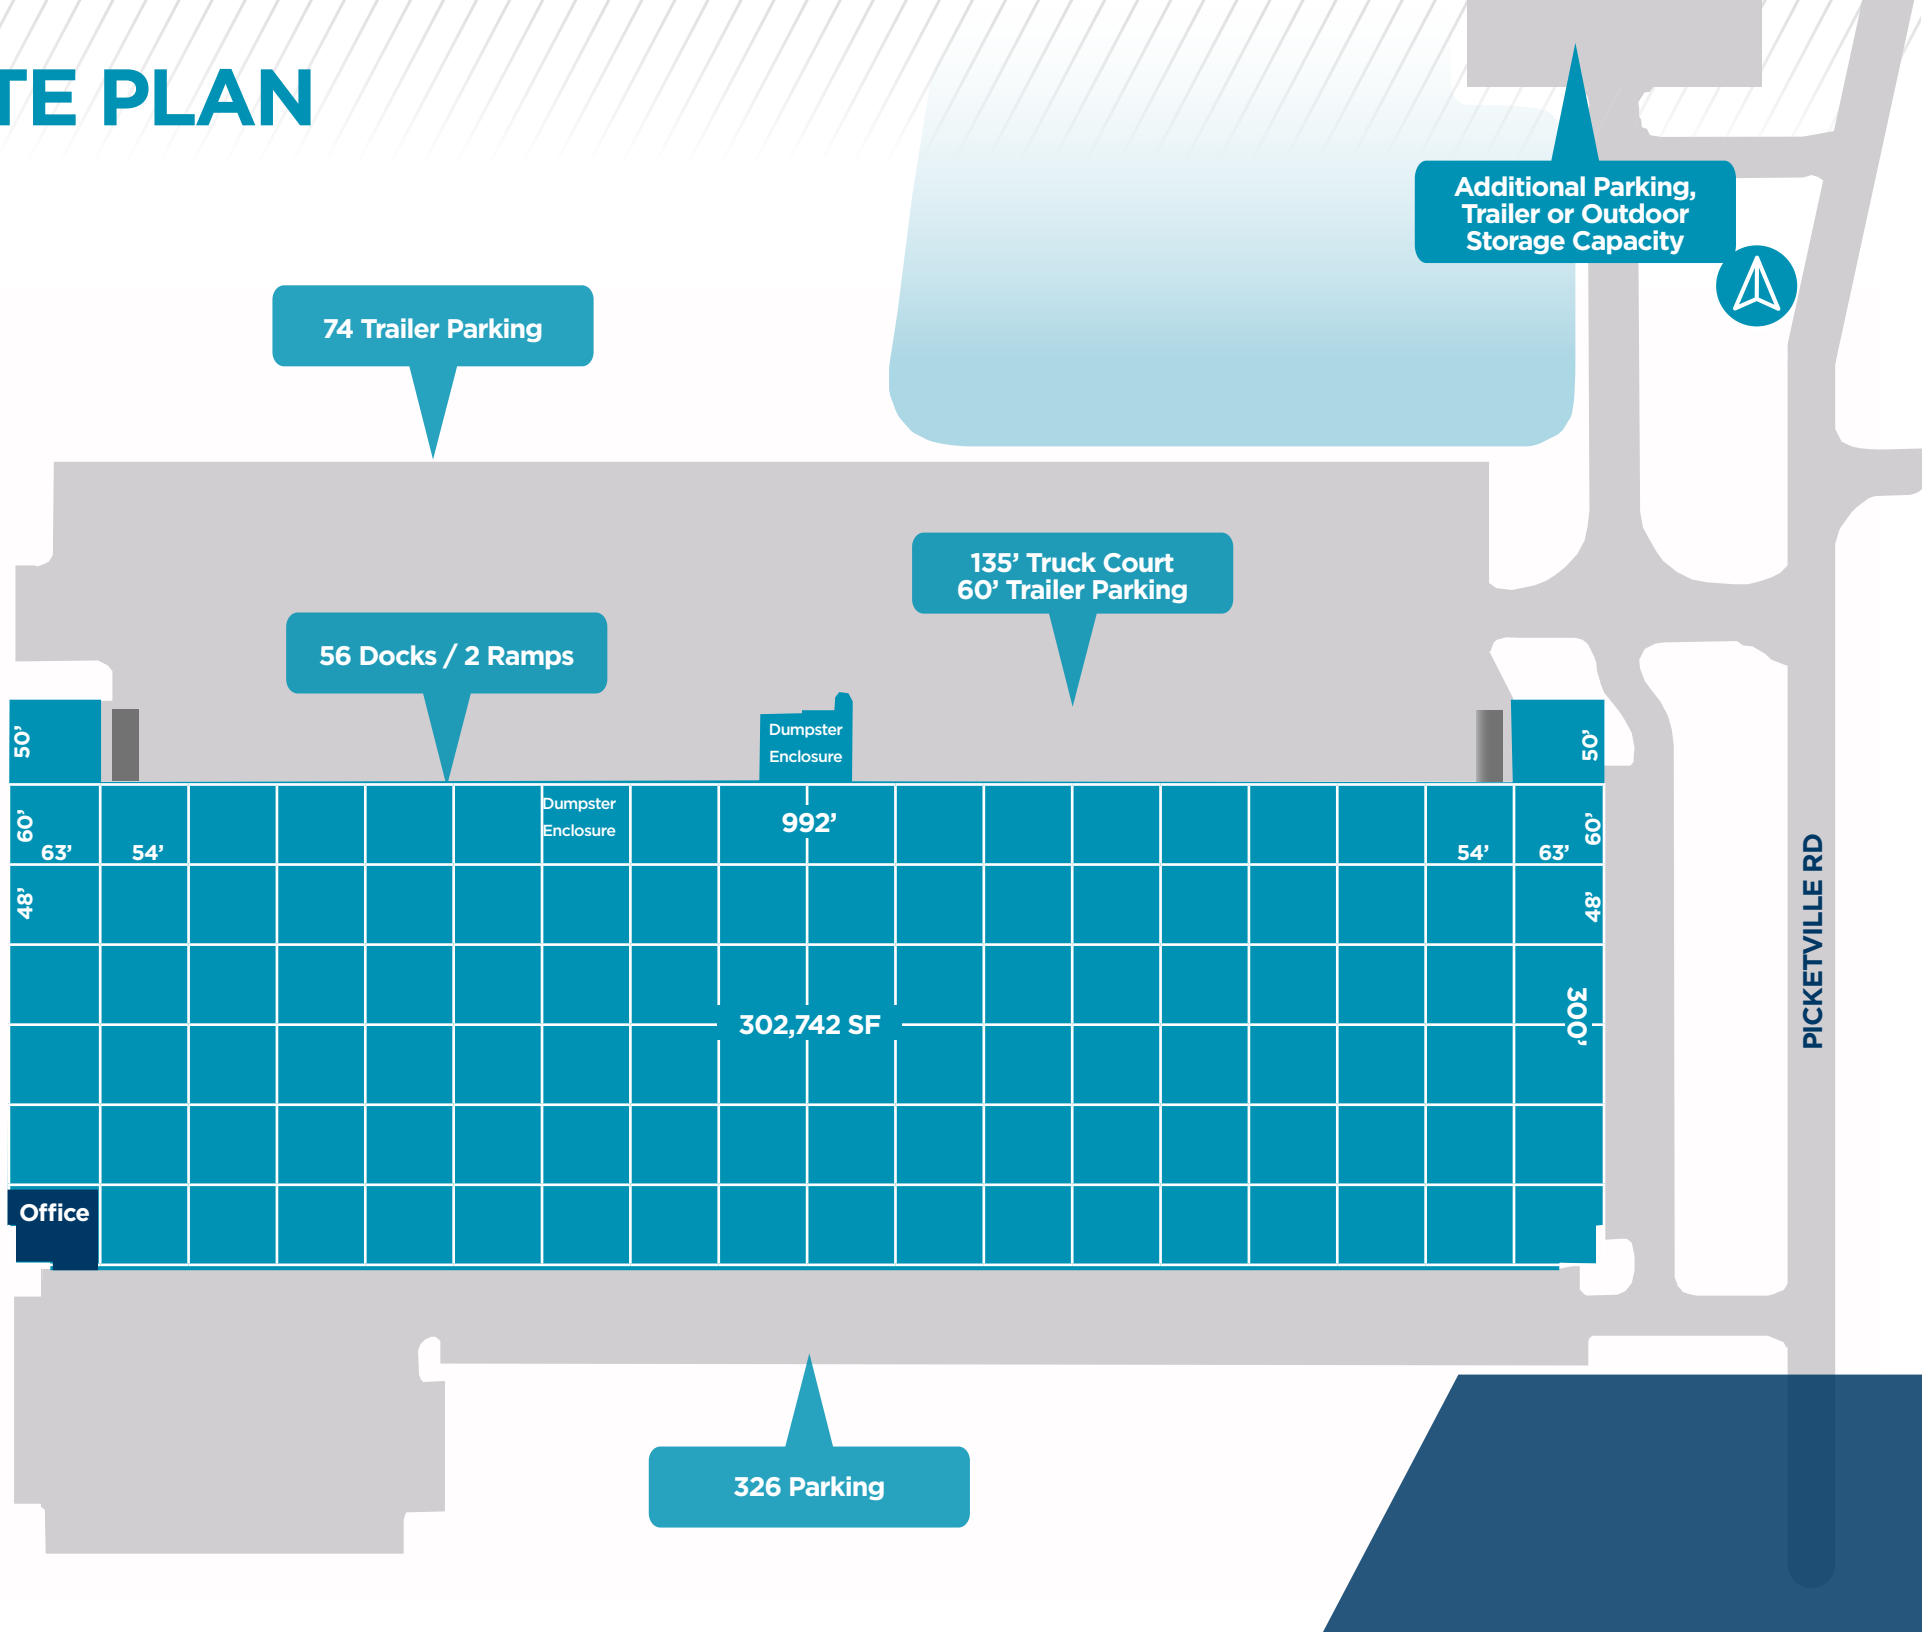 TE PLAN
Additional Parking,
Trailer or Outdoor
Storage Capacity
74 Trailer Parking
135’ Truck Court
60’ Trailer Parking
56 Docks / 2 Ramps
50’
Dumpster
Enclosure
50’
60’
63’
54’
Dumpster
Enclosure
992’
54’
63’
60’
48’
48’
302,742 SF
300’
PICKETVILLE RD
Office
326 Parking